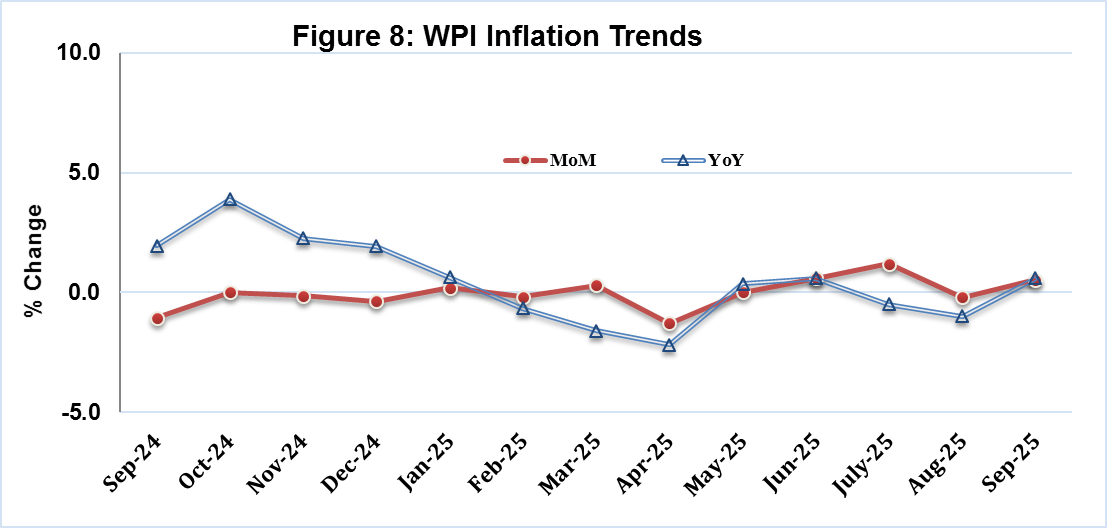 Figure 8: WPI Inflation Trends
10.0
5.0
0.0
-5.0
% Change
MoM
YoY
Sep-24
Oct-24
Nov-24
Dec-24
Jan-25
Feb-25
Mar-25
Apr-25
May-25
Jun-25
July-25
Aug-25
Sep-25